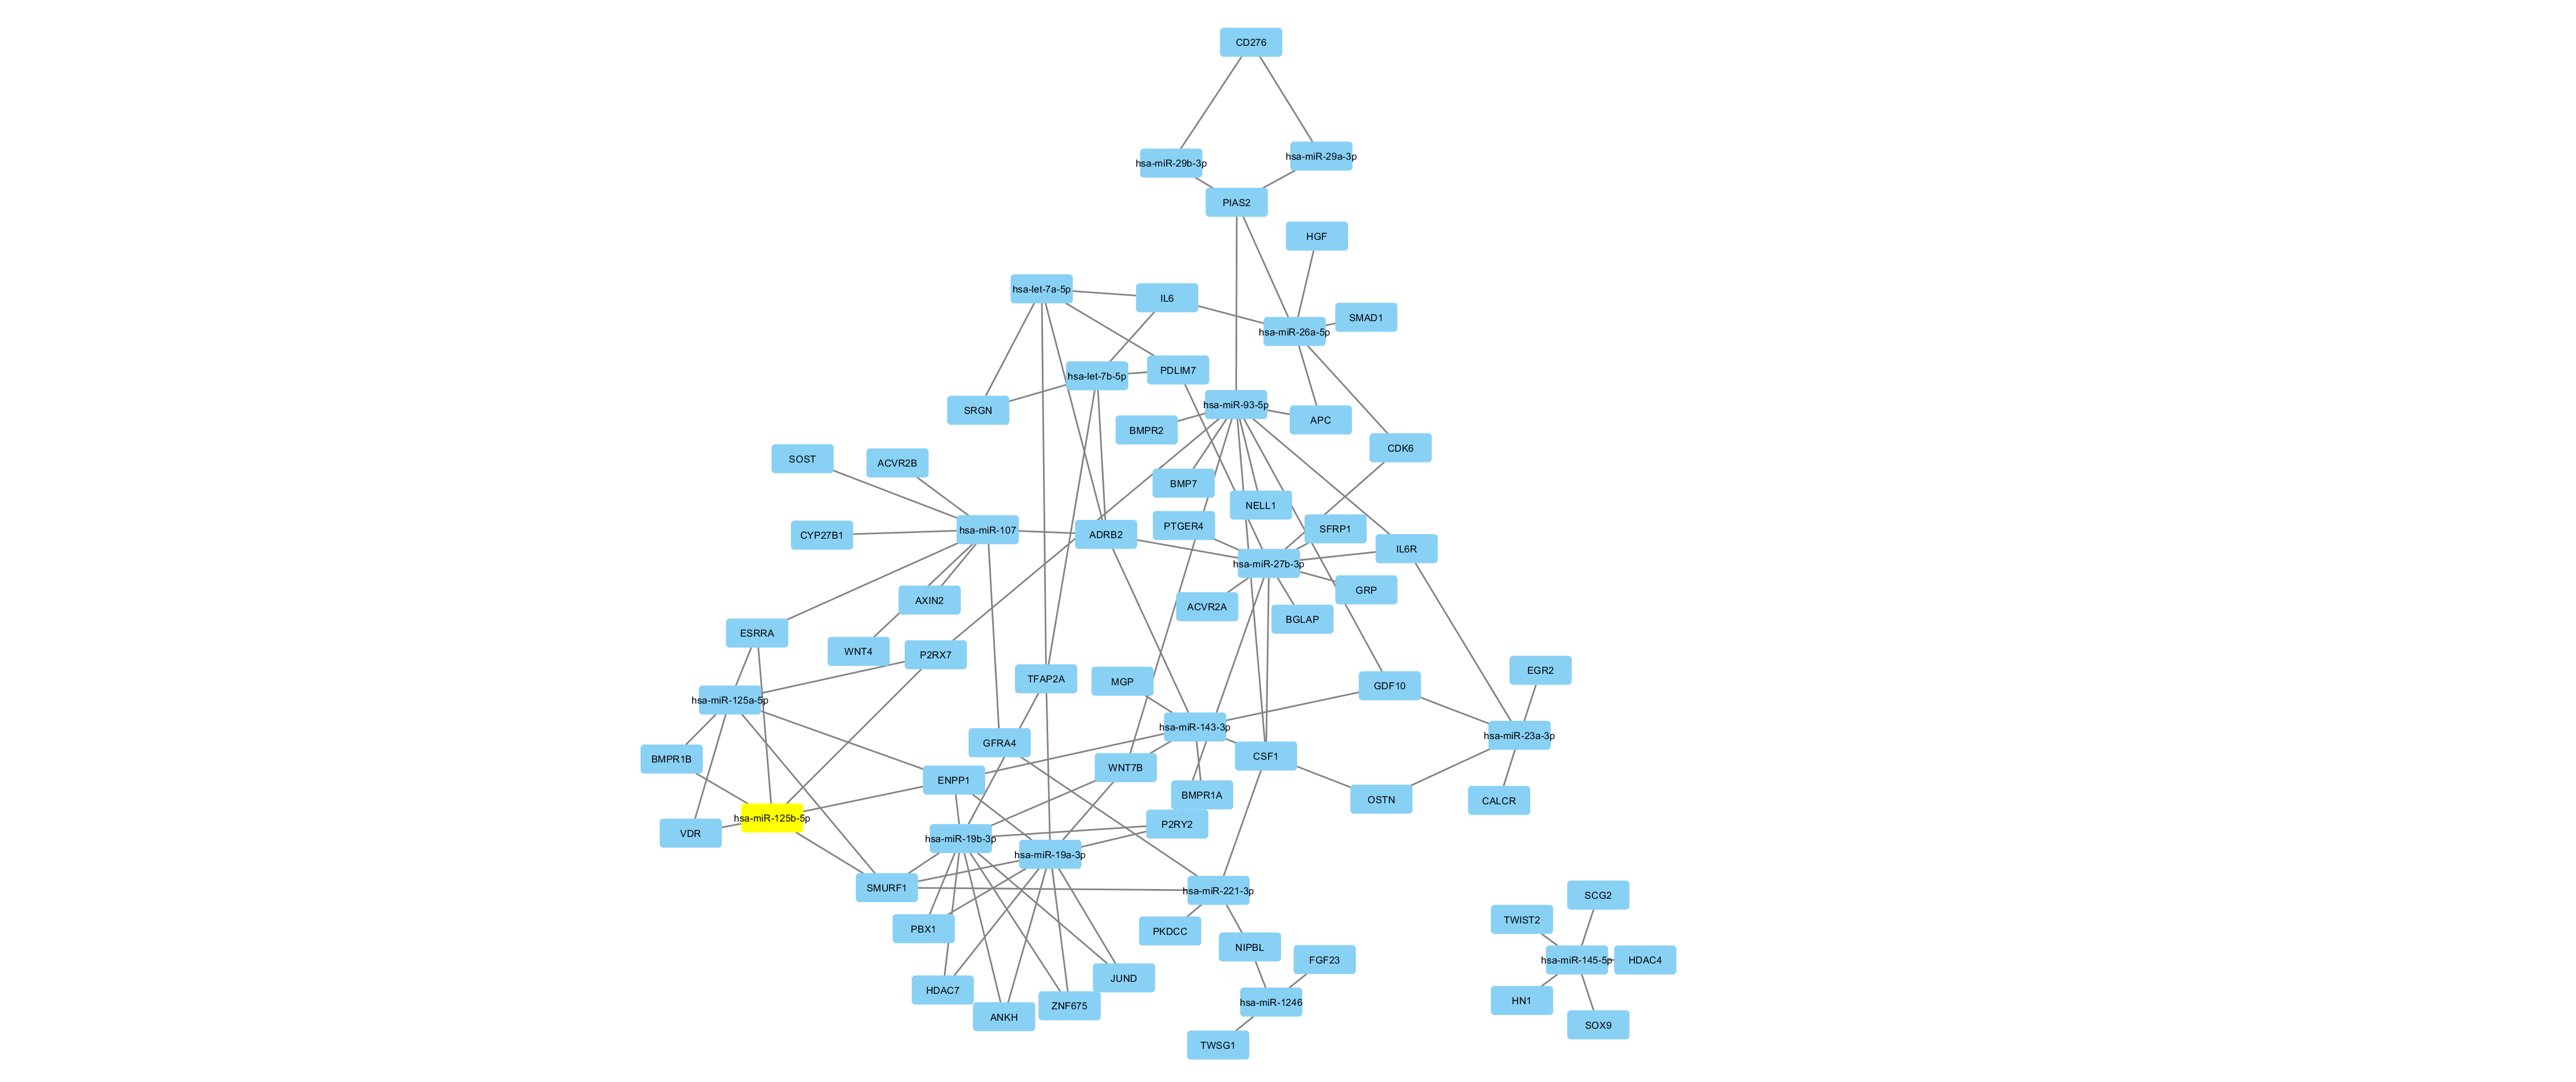 CD276
hsa-miR-29b-3p
hsa-miR-29a-3p
PIAS2
HGF
hsa-let-7a-5p
IL6
SMAD1
hsa-miR-26a-5p
PDLIM7
hsa-let-7b-5p
SRGN
hsa-miR-93-5p
BMPR2
APC
CDK6
SOST
ACVR2B
BMP7
NELL1
CYP27B1
hsa-miR-107
ADRB2
PTGER4
SFRP1
IL6R
hsa-miR-27b-3p
GRP
AXIN2
ACVR2A
BGLAP
ESRRA
WNT4
P2RX7
TFAP2A
MGP
GDF10
EGR2
hsa-miR-125a-5p
hsa-miR-143-3p
hsa-miR-23a-3p
BMPR1B
GFRA4
CSF1
ENPP1
WNT7B
BMPR1A
OSTN
CALCR
hsa-miR-125b-5p
VDR
P2RY2
hsa-miR-19b-3p
hsa-miR-19a-3p
SMURF1
hsa-miR-221-3p
SCG2
PBX1
PKDCC
TWIST2
NIPBL
FGF23
hsa-miR-145-5p
HDAC4
HDAC7
JUND
ZNF675
ANKH
hsa-miR-1246
HN1
SOX9
TWSG1